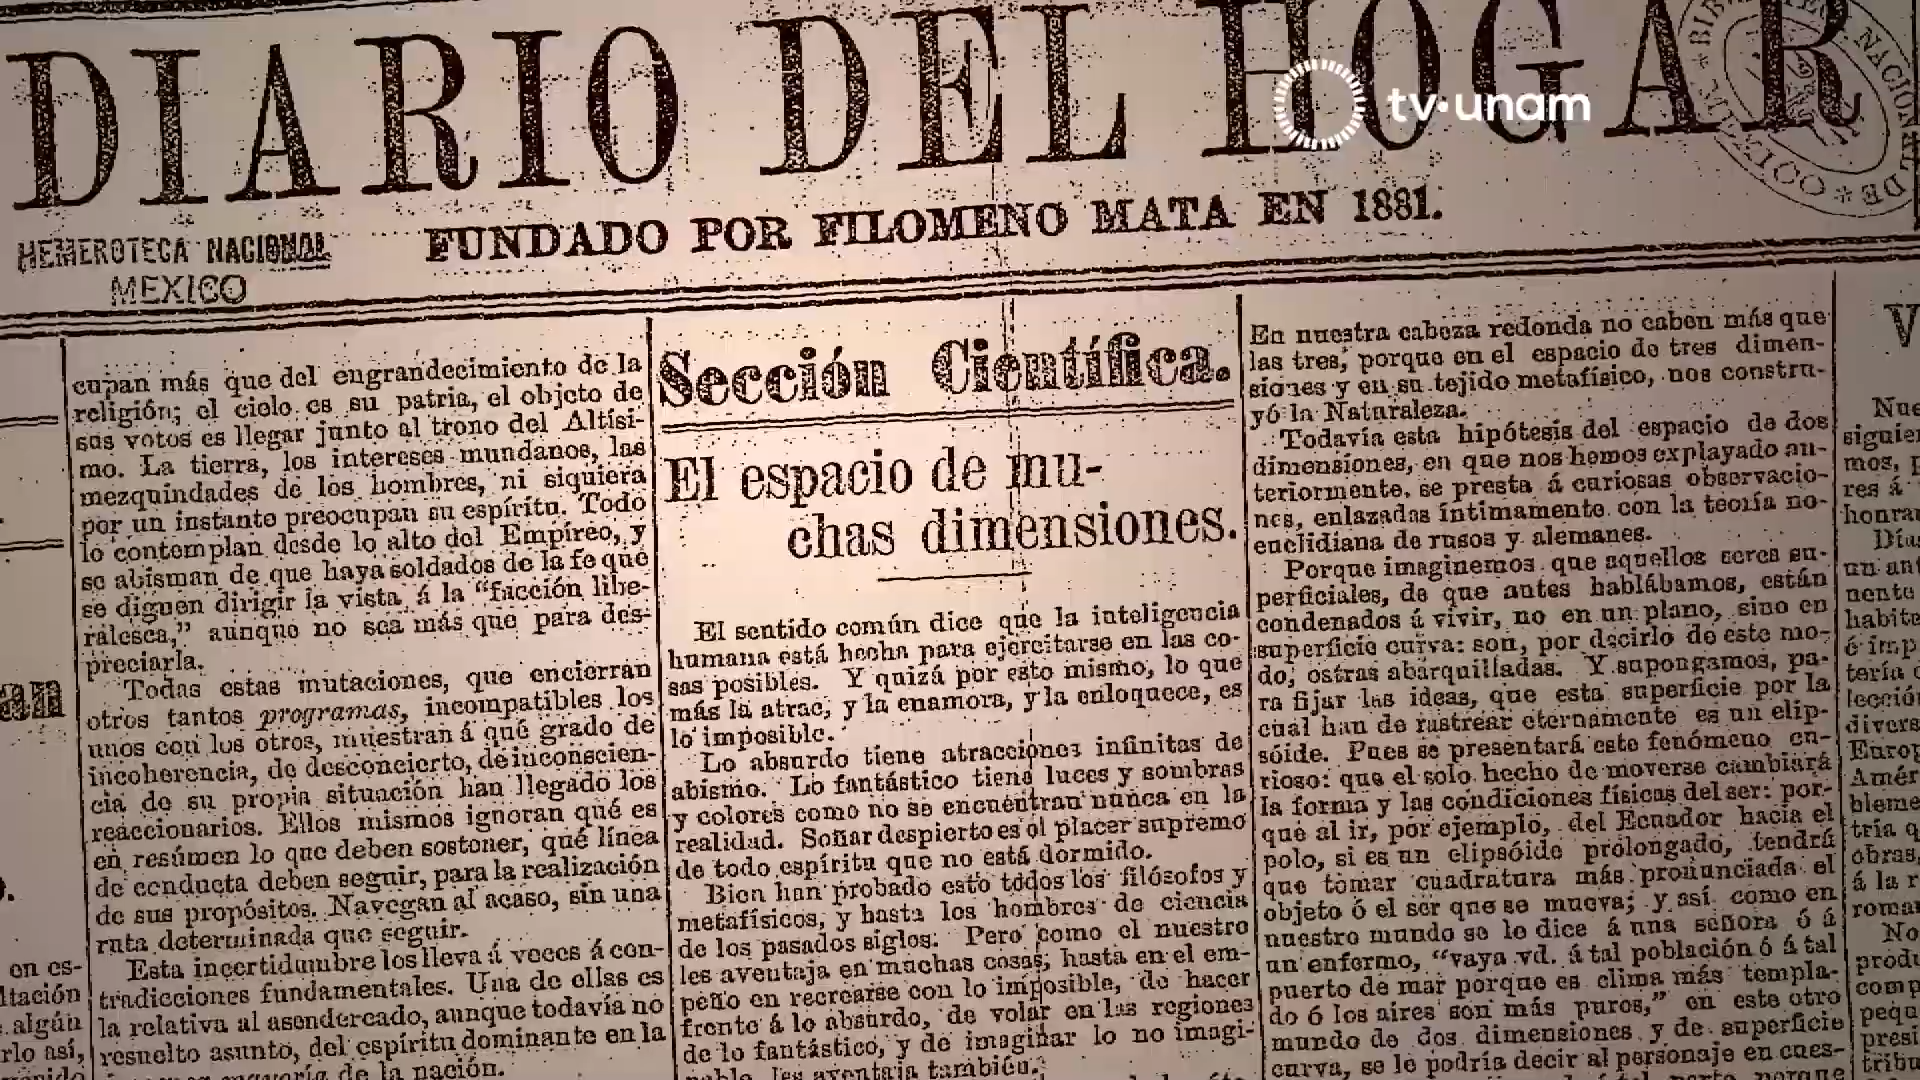 DIARIO DEL HOGAR
tv·unam
FUNDADO POR FILOMENO MATA EN 1881.
HEMEROTECA NACIONAL
MEXICO
cupan más que del engrandecimiento de la
religión; el cielo es su patria, el objeto de
sus votos es llegar junto al trono del Altísi-
mo. La tierra, los intereses mundanos, las
mezquindades de los hombres, ni siquiera
por un instante preocupan su espíritu. Todo
lo contemplan desde lo alto del Empíreo, y
se abisman de que haya soldados de la fe que
se dignen dirigir la vista á la "facción libe-
ralesca," aunque no sea más que para des-
preciarla.
Todas estas mutaciones, que encierran
otros tantos programas, incompatibles los
unos con los otros, muestran á qué grado de
incoherencia, de desconcierto, de inconscien-
cia de su propia situación han llegado los
reaccionarios. Ellos mismos ignoran qué es
en resúmen lo que deben sostener, qué línea
de conducta deben seguir, para la realización
de sus propósitos. Navegan al acaso, sin una
ruta determinada que seguir.
Esta incertidumbre los lleva á veces á con-
tradicciones fundamentales. Una de ellas es
la relativa al asendereado, aunque todavía no
resuelto asunto, del espíritu dominante en la
de la nación.
Sección Científica.
El espacio de mu-
chas dimensiones.
El sentido común dice que la inteligencia
humana está hecha para ejercitarse en las co-
sas posibles. Y quizá por esto mismo, lo que
más la atrae, y la enamora, y la enloquece, es
lo imposible.
Lo absurdo tiene atracciones infinitas de
abismo. Lo fantástico tiene luces y sombras
y colores como no se encuentran nunca en la
realidad. Soñar despierto es el placer supremo
de todo espíritu que no está dormido.
Bien han probado esto todos los filósofos y
metafísicos, y hasta los hombres de ciencia
de los pasados siglos. Pero como el nuestro
les aventaja en muchas cosas, hasta en el em-
peño en recrearse con lo imposible, de hacer
frente á lo absurdo, de volar en las regiones
de lo fantástico, y de imaginar lo no imagi-
nable, les aventaja también.
En nuestra cabeza redonda no caben más que
las tres, porque en el espacio de tres dimen-
siones y en su tejido metafísico, nos constru-
yó la Naturaleza.
Todavía esta hipótesis del espacio de dos
dimensiones, en que nos hemos explayado an-
teriormente, se presta á curiosas observacio-
nes, enlazadas íntimamente con la teoría no-
euclidiana de rusos y alemanes.
Porque imaginemos que aquellos seres su-
perficiales, de que antes hablábamos, están
condenados á vivir, no en un plano, sino en
superficie curva: son, por decirlo de este mo-
do, ostras abarquilladas. Y supongamos, pa-
ra fijar las ideas, que esta superficie por la
cual han de rastrear eternamente es un elip-
sóide. Pues se presentará este fenómeno cu-
rioso: que el solo hecho de moverse cambiará
la forma y las condiciones físicas del ser: por-
que al ir, por ejemplo, del Ecuador hacia el
polo, si es un elipsóide prolongado, tendrá
que tomar cuadratura más pronunciada el
objeto ó el ser que se mueva; y así como en
nuestro mundo se le dice á una señora ó á
un enfermo, "vaya vd. á tal población ó á tal
puerto de mar porque es clima más templa-
do ó los aires son más puros," en este otro
mundo de dos dimensiones y de superficie
curva, se le podría decir al personaje en cues-